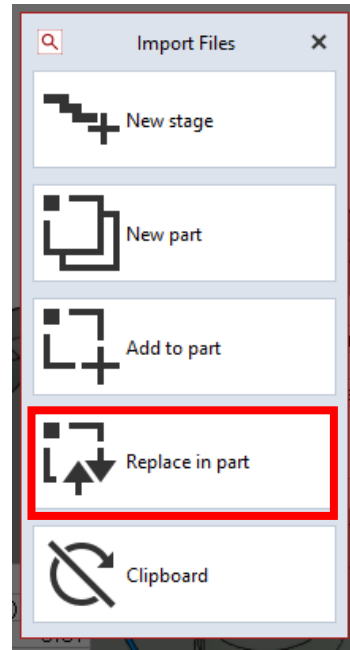 Import Files
New stage
New part
Add to part
Replace in part
Clipboard